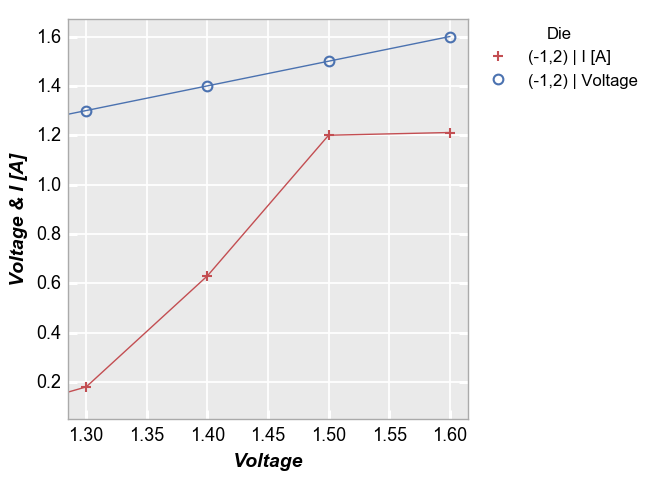 Die
(-1,2) | I [A]
(-1,2) | Voltage
Voltage & I [A]
1.6
1.4
1.2
1.0
0.8
0.6
0.4
0.2
1.30 1.35 1.40 1.45 1.50 1.55 1.60
Voltage